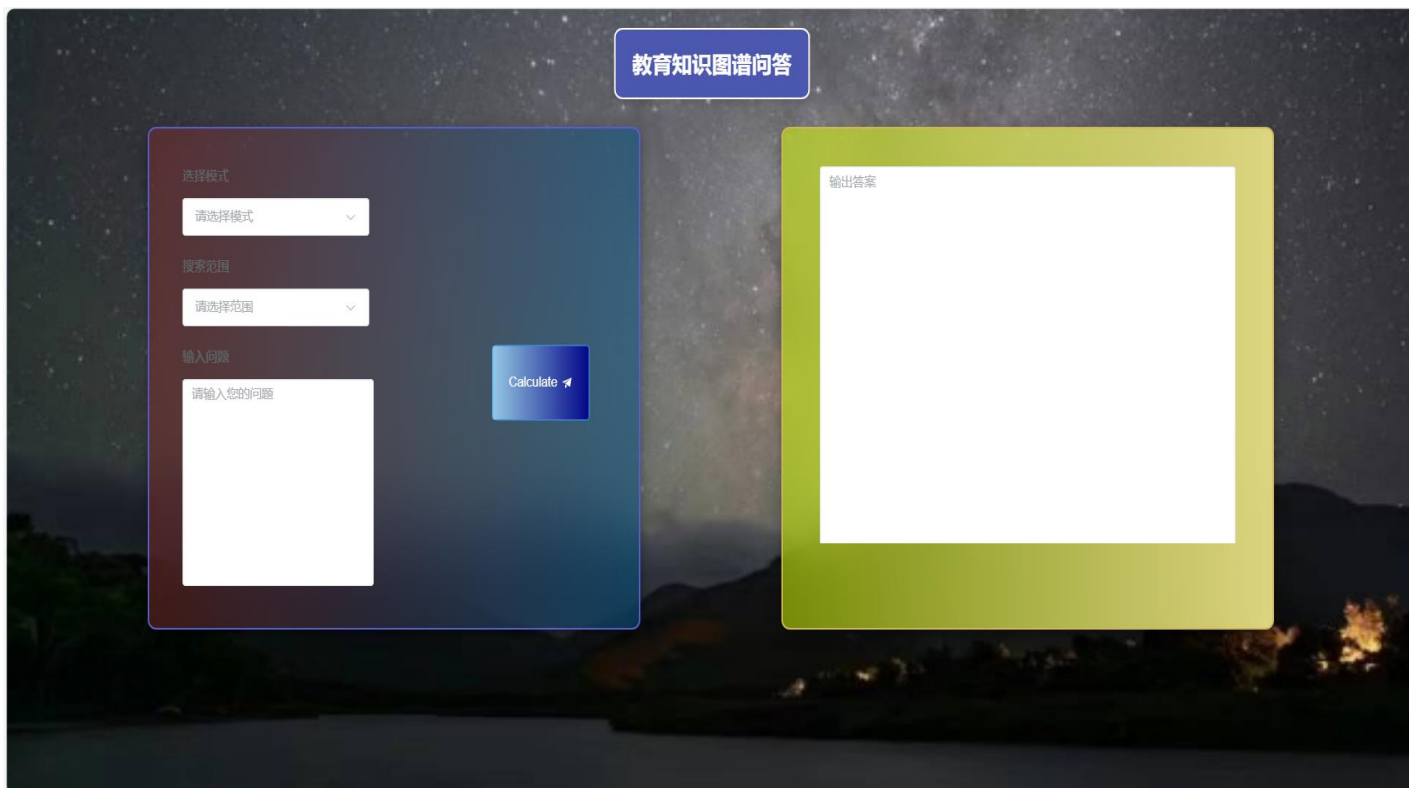 教育知识图谱问答
选择模式
请选择模式
搜索范围
请选择范围
输入问题
请输入您的问题
Calculate
输出答案